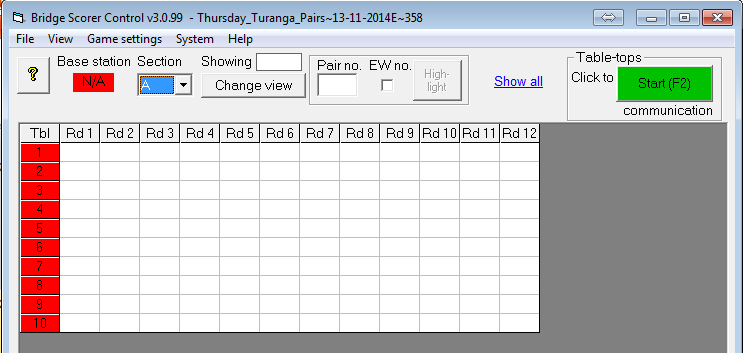 Bridge Scorer Control v3.0.99 - Thursday_Turanga_Pairs~13-11-2014E~358
File View Game settings System Help
? Base station Section Showing Pair no. EW no. Table-tops
N/A A Change view High-light Show all Click to Start (F2)
communication
Tbl Rd 1 Rd 2 Rd 3 Rd 4 Rd 5 Rd 6 Rd 7 Rd 8 Rd 9 Rd 10 Rd 11 Rd 12
1
2
3
4
5
6
7
8
9
10